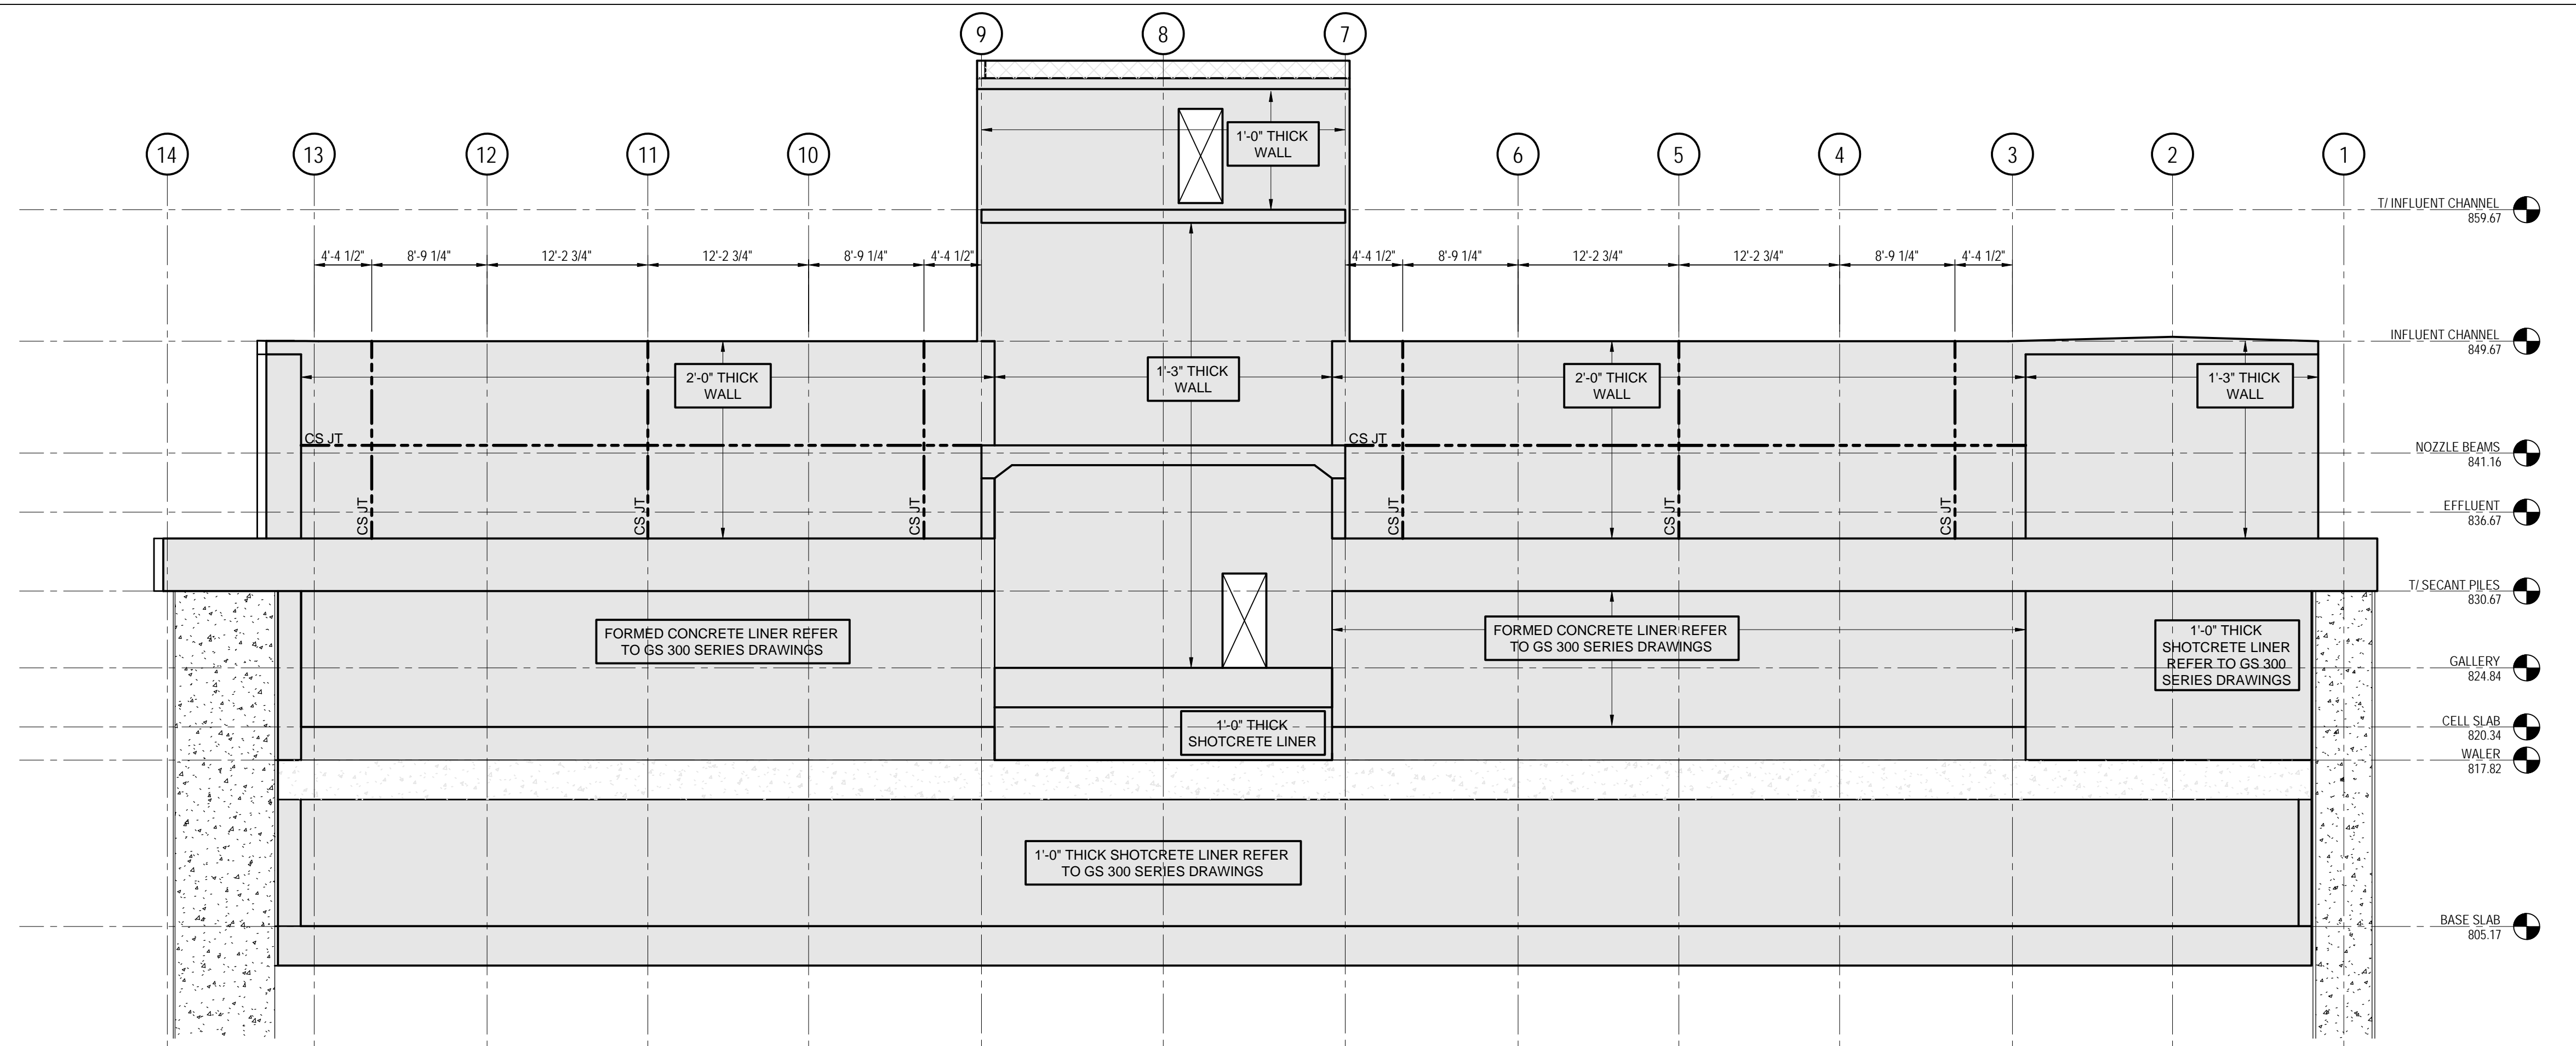 9
8
7
14
13
12
11
10
6
5
4
3
2
1
1'-0" THICK
WALL
T/ INFLUENT CHANNEL
859.67
4'-4 1/2"
8'-9 1/4"
12'-2 3/4"
12'-2 3/4"
8'-9 1/4"
4'-4 1/2"
4'-4 1/2"
8'-9 1/4"
12'-2 3/4"
12'-2 3/4"
8'-9 1/4"
4'-4 1/2"
INFLUENT CHANNEL
849.67
2'-0" THICK
WALL
1'-3" THICK
WALL
2'-0" THICK
WALL
1'-3" THICK
WALL
CS JT
CS JT
NOZZLE BEAMS
841.16
CS JT
CS JT
CS JT
CS JT
CS JT
CS JT
EFFLUENT
836.67
T/ SECANT PILES
830.67
FORMED CONCRETE LINER REFER
TO GS 300 SERIES DRAWINGS
FORMED CONCRETE LINER REFER
TO GS 300 SERIES DRAWINGS
1'-0" THICK
SHOTCRETE LINER
REFER TO GS 300
SERIES DRAWINGS
GALLERY
824.84
1'-0" THICK
SHOTCRETE LINER
CELL SLAB
820.34
WALER
817.82
1'-0" THICK SHOTCRETE LINER REFER
TO GS 300 SERIES DRAWINGS
BASE SLAB
805.17